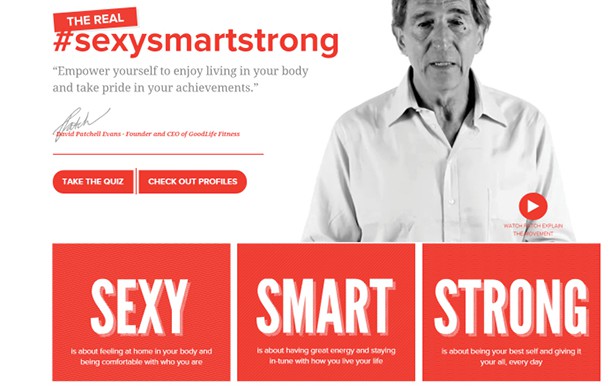 THE REAL
#sexysmartstrong
“Empower yourself to enjoy living in your body
and take pride in your achievements.”
Patch
David Patchell Evans - Founder and CEO of GoodLife Fitness
TAKE THE QUIZ
CHECK OUT PROFILES
WATCH PATCH EXPLAIN
THE MOVEMENT
SEXY
is about feeling at home in your body and
being comfortable with who you are
SMART
is about having great energy and staying
in-tune with how you live your life
STRONG
is about being your best self and giving it
your all, every day